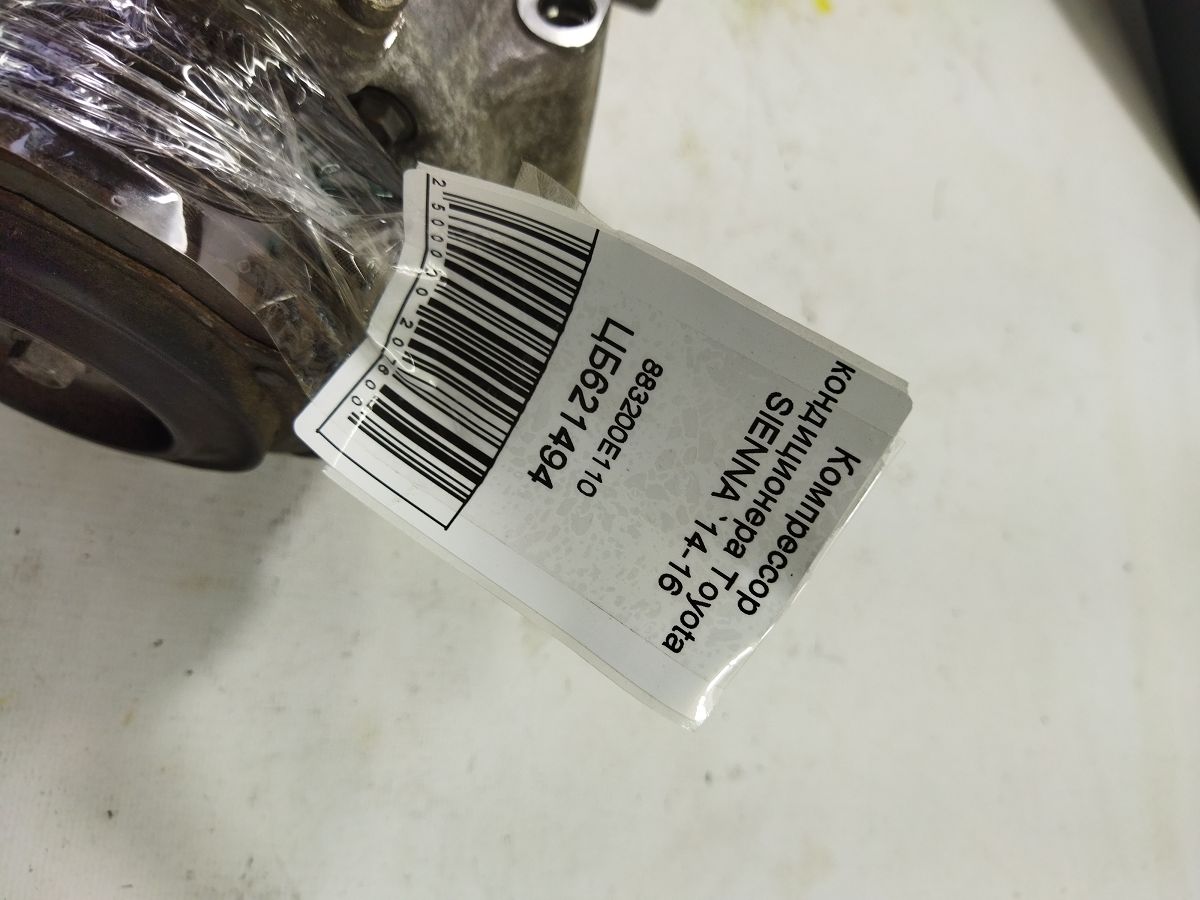 Компрессор
кондиционера Toyota
SIENNA `14-16
883200E110
ЦБ621494